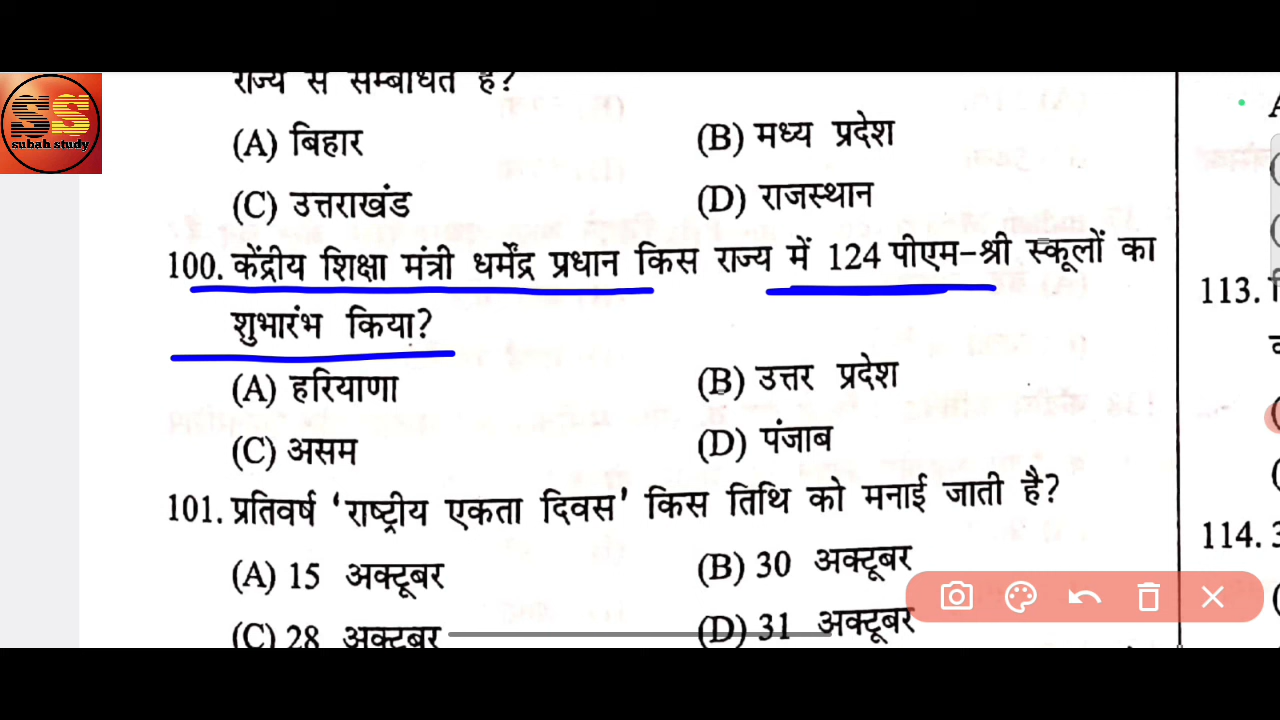 SS
subah study
राज्य से सम्बंधित है?
(A) बिहार
(B) मध्य प्रदेश
(C) उत्तराखंड
(D) राजस्थान
100. केंद्रीय शिक्षा मंत्री धर्मेंद्र प्रधान किस राज्य में 124 पीएम-श्री स्कूलों का
शुभारंभ किया?
(A) हरियाणा
(B) उत्तर प्रदेश
(C) असम
(D) पंजाब
101. प्रतिवर्ष ‘राष्ट्रीय एकता दिवस’ किस तिथि को मनाई जाती है?
(A) 15 अक्टूबर
(B) 30 अक्टूबर
(C) 28 अक्टूबर
(D) 31 अक्टूबर
113.
114.